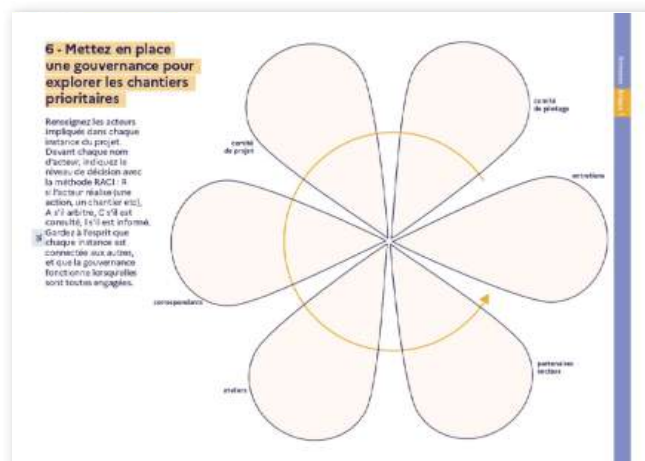 6 - Mettez en place
une gouvernance pour
explorer les chantiers
prioritaires
Renseignez les acteurs
impliqués dans chaque
instance du projet.
Devant chaque nom
d'acteur, indiquez le
niveau de décision avec
la méthode RACI : R
si l'acteur réalise (une
action, un chantier etc),
A s'il arbitre, C s'il est
consulté, I s'il est informé.
Gardez à l'esprit que
chaque instance est
connectée aux autres,
et que la gouvernance
fonctionne lorsqu'elles
sont toutes engagées.
comité
de projet
comité
de pilotage
entretiens
correspondants
ateliers
partenaires